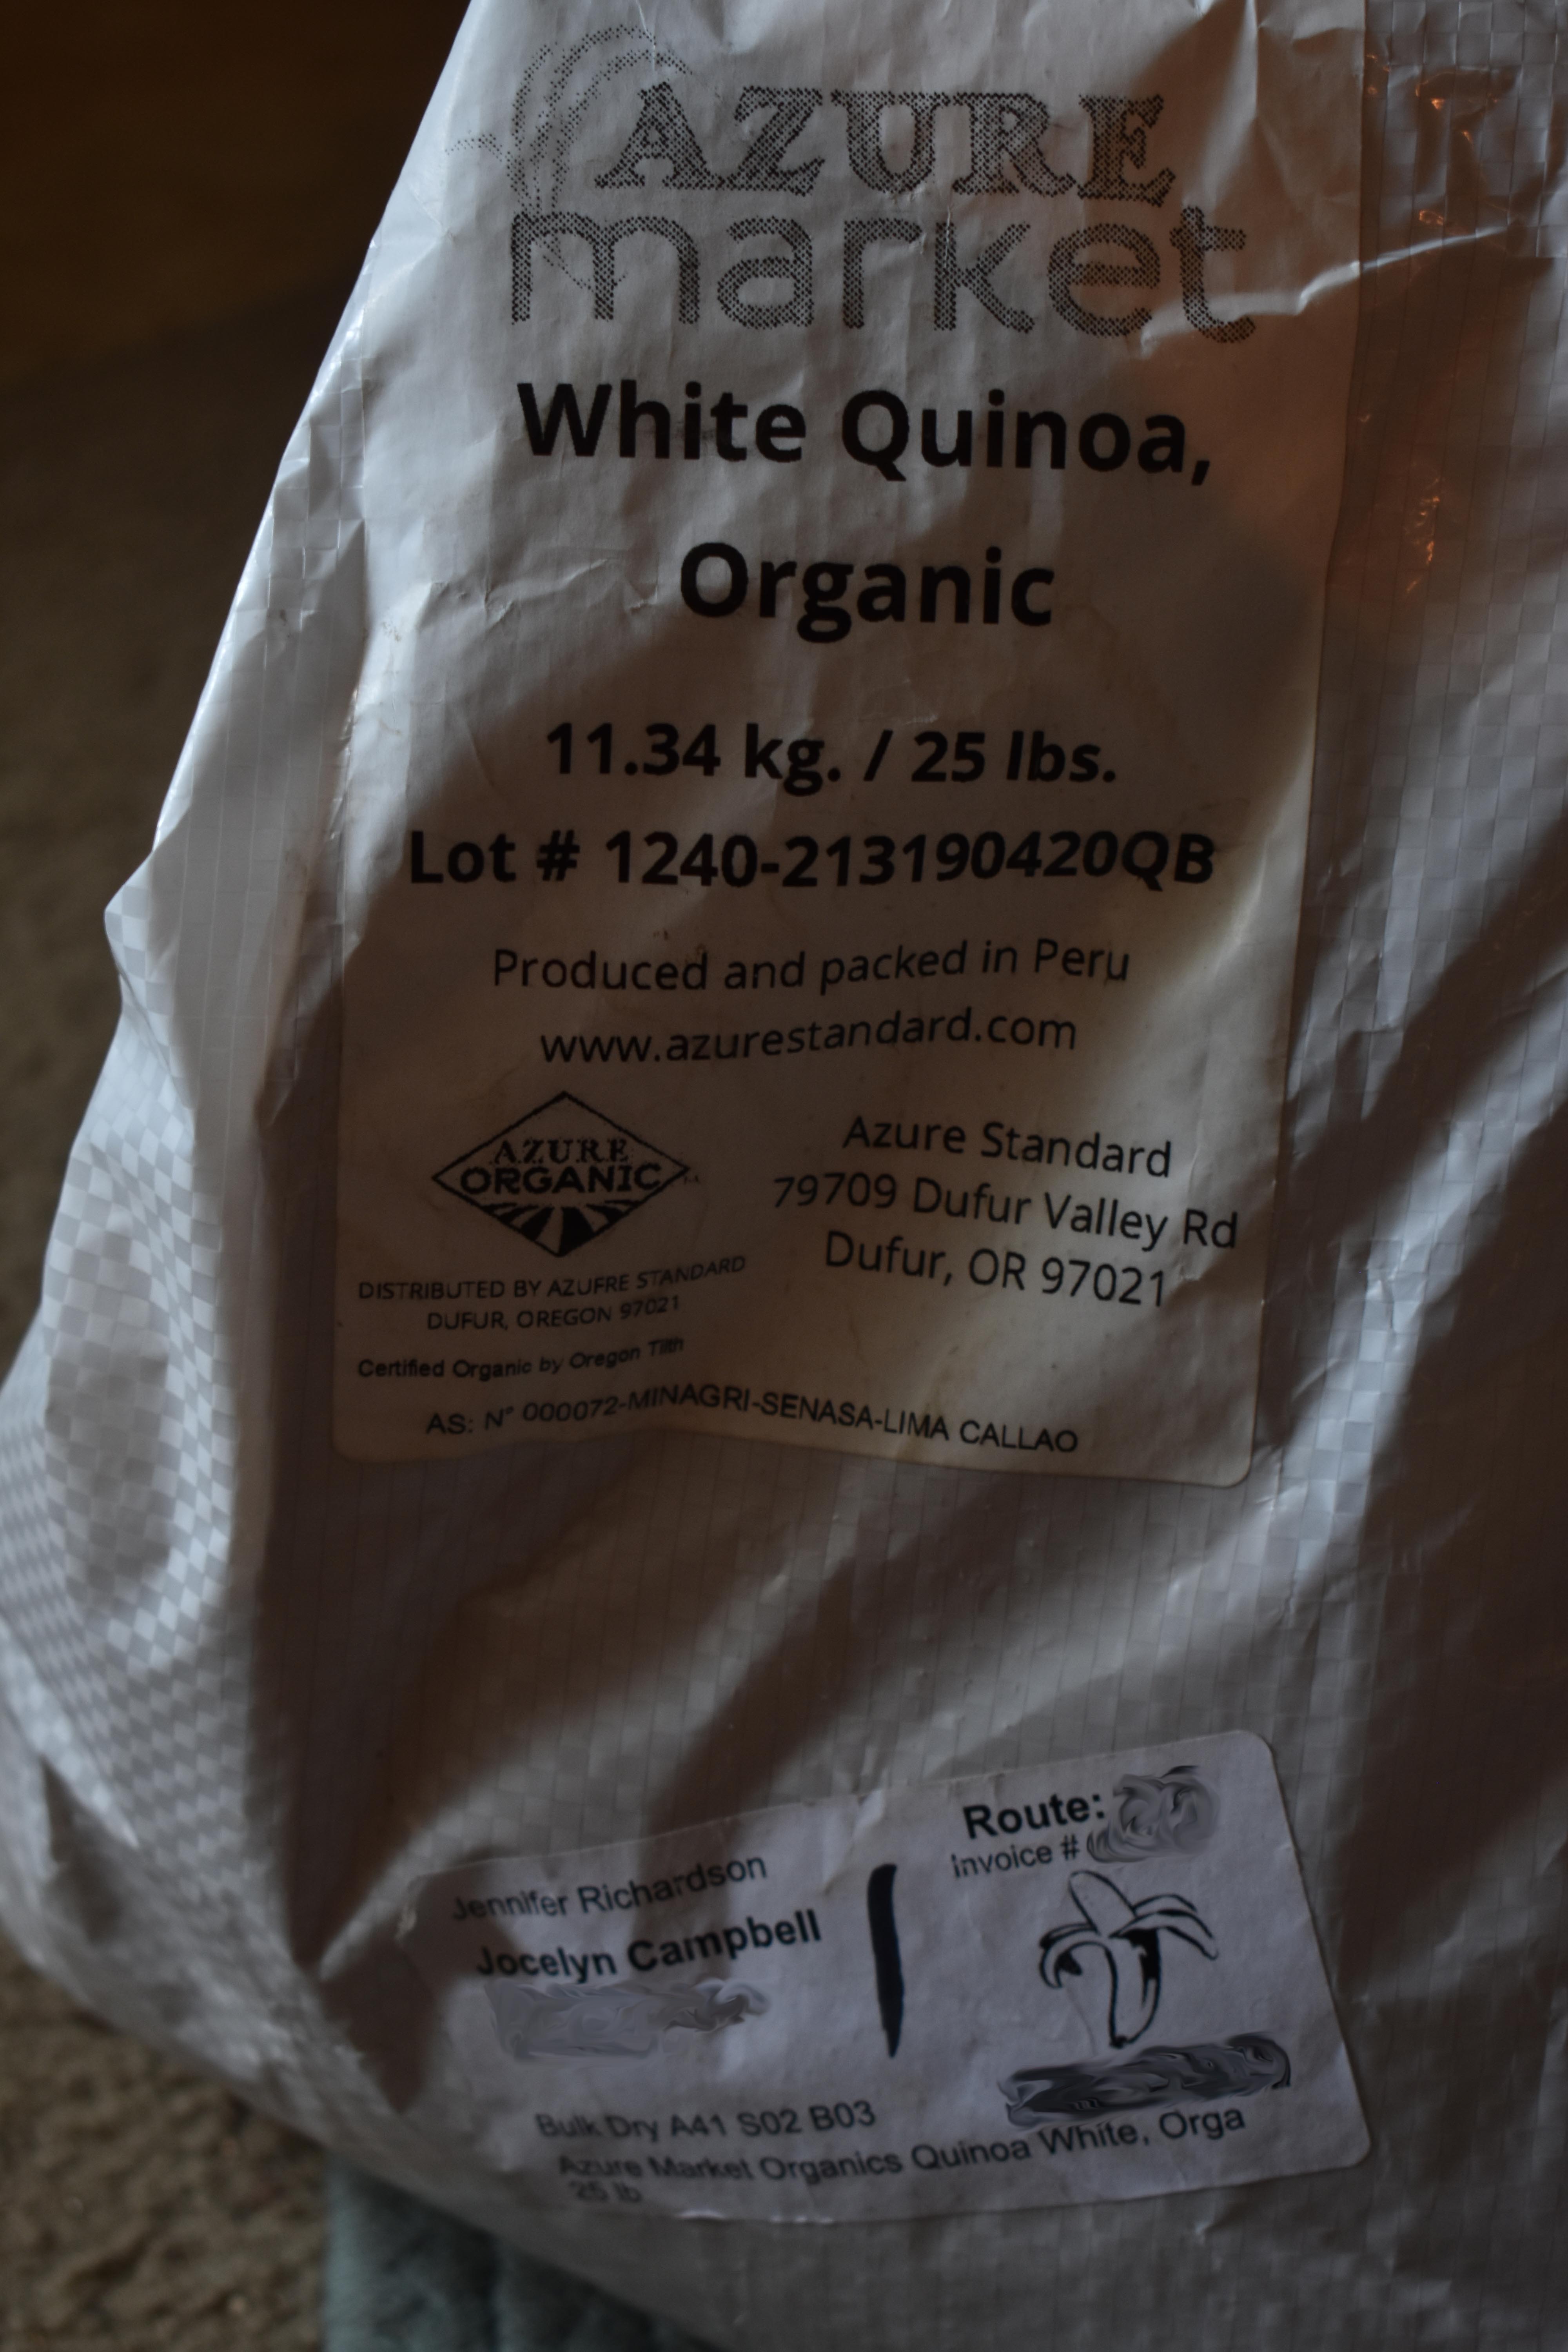 AZURE
market
White Quinoa,
Organic
11.34 kg. / 25 lbs.
Lot # 1240-213190420QB
Produced and packed in Peru
www.azurestandard.com
AZURE
ORGANIC
DISTRIBUTED BY AZUFRE STANDARD
DUFUR, OREGON 97021
Certified Organic by Oregon Tilth
Azure Standard
79709 Dufur Valley Rd
Dufur, OR 97021
AS: N° 000072-MINAGRI-SENASA-LIMA CALLAO
Jennifer Richardson
Jocelyn Campbell
Route:
Invoice #
Bulk Dry A41 S02 B03
Azure Market Organics Quinoa White, Orga
25 lb